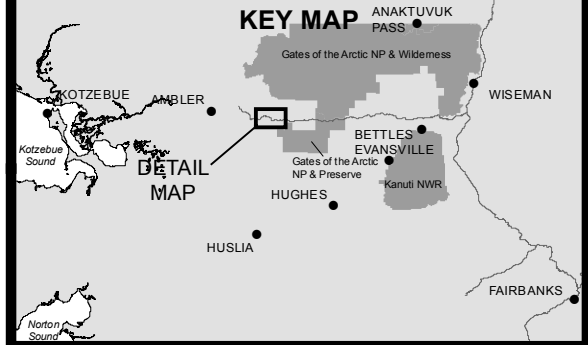 KEY MAP
ANAKTUVUK
PASS
Gates of the Arctic NP & Wilderness
KOTZEBUE
AMBLER
WISEMAN
Kotzebue
Sound
BETTLES
EVANSVILLE
DETAIL
MAP
Gates of the Arctic
NP & Preserve
Kanuti NWR
HUGHES
HUSLIA
FAIRBANKS
Norton
Sound